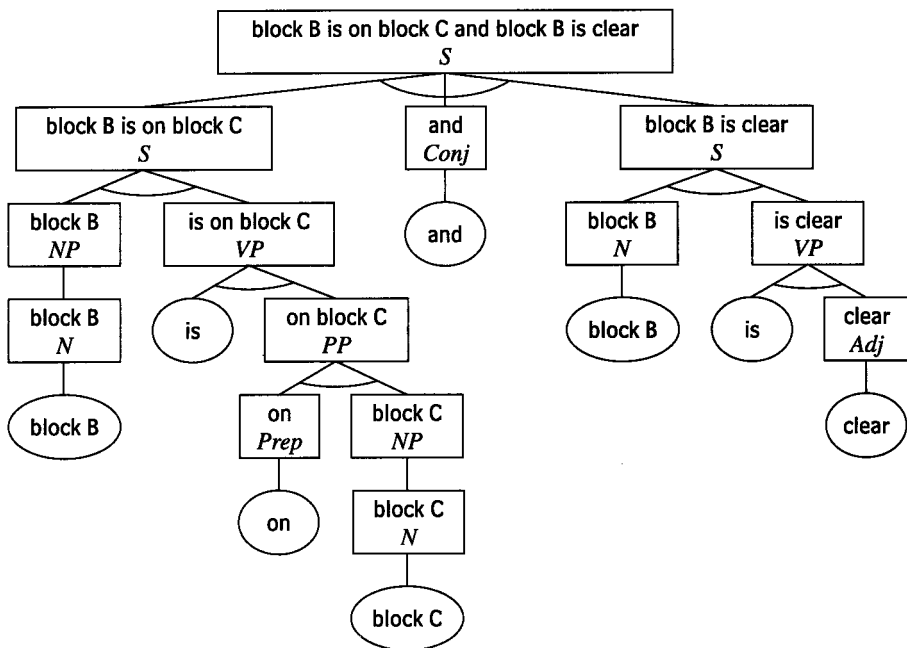 block B is on block C and block B is clear
S
block B is on block C
S
and
Conj
block B is clear
S
block B
NP
is on block C
VP
and
block B
N
is clear
VP
block B
N
is
on block C
PP
block B
is
clear
Adj
block B
on
Prep
block C
NP
clear
on
block C
N
block C